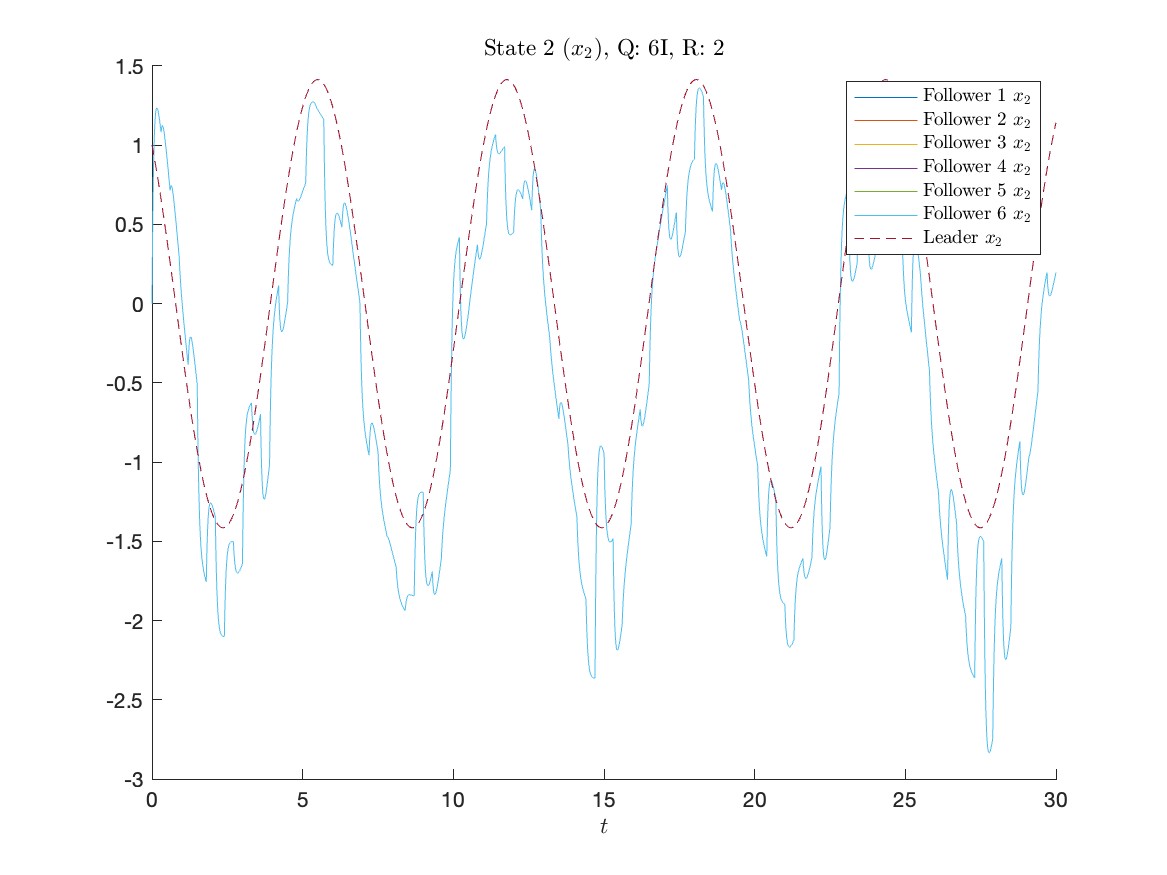 State 2 (x₂), Q: 6I, R: 2
1.5
1
0.5
0
-0.5
-1
-1.5
-2
-2.5
-3
Follower 1 x₂
Follower 2 x₂
Follower 3 x₂
Follower 4 x₂
Follower 5 x₂
Follower 6 x₂
Leader x₂
0 5 10 15 20 25 30
t